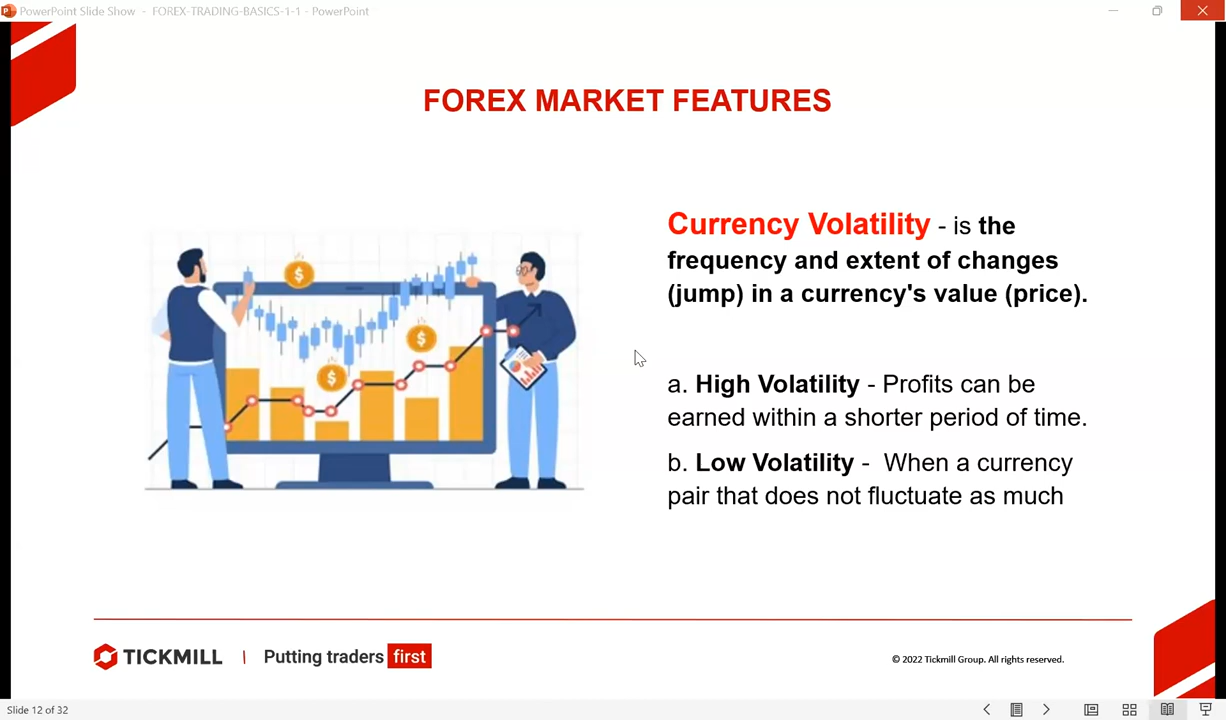 PowerPoint Slide Show - FOREX-TRADING-BASICS-1-1 - PowerPoint
FOREX MARKET FEATURES
Currency Volatility - is the
frequency and extent of changes
(jump) in a currency's value (price).
a. High Volatility - Profits can be
earned within a shorter period of time.
b. Low Volatility - When a currency
pair that does not fluctuate as much
$
$
$
TICKMILL | Putting traders first
© 2022 Tickmill Group. All rights reserved.
Slide 12 of 32